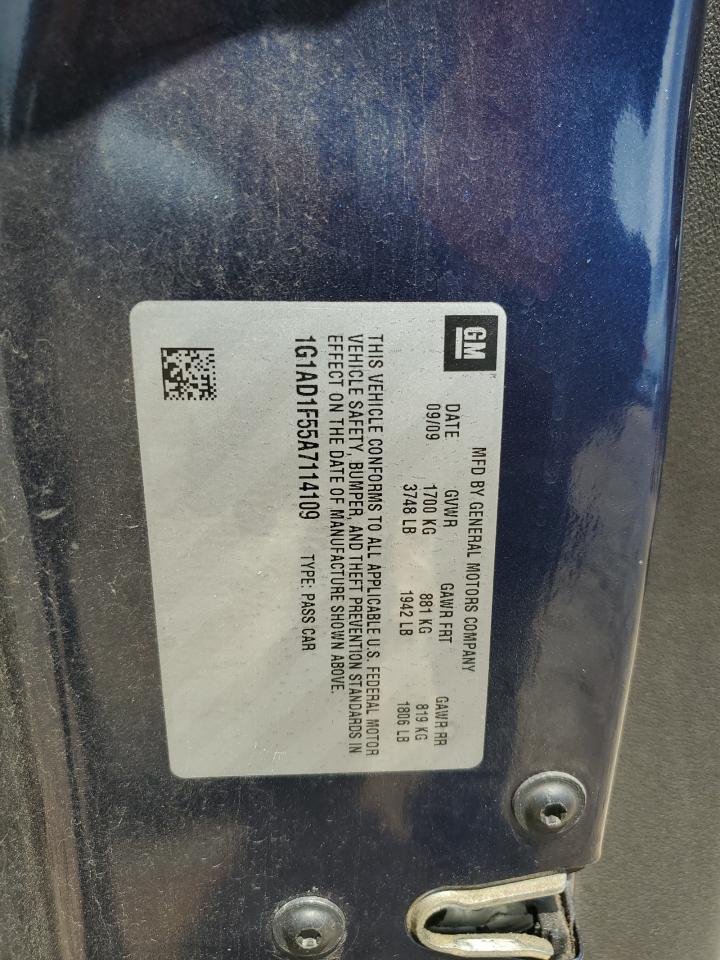 GM
MFD BY GENERAL MOTORS COMPANY
DATE GVWR GAWR FRT GAWR RR
09/09 1700 KG 881 KG 819 KG
3748 LB 1942 LB 1806 LB
THIS VEHICLE CONFORMS TO ALL APPLICABLE U.S. FEDERAL MOTOR
VEHICLE SAFETY, BUMPER, AND THEFT PREVENTION STANDARDS IN
EFFECT ON THE DATE OF MANUFACTURE SHOWN ABOVE.
1G1AD1F55A7114109 TYPE: PASS CAR